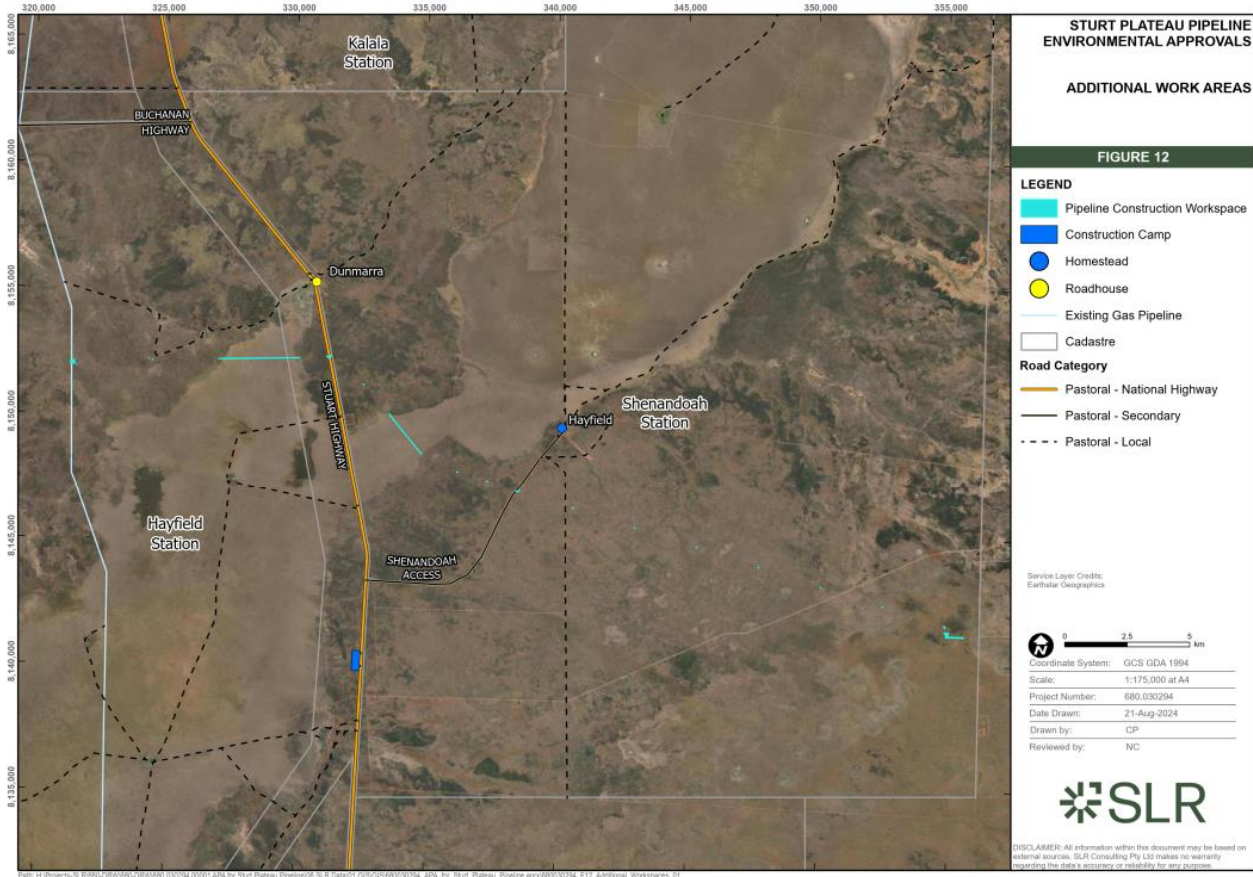 320,000 325,000 330,000 335,000 340,000 345,000 350,000 355,000
8,165,000
8,160,000
8,155,000
8,150,000
8,145,000
8,140,000
8,135,000
Kalala
Station
BUCHANAN
HIGHWAY
Dunmarra
STUART HIGHWAY
Hayfield
Shenandoah
Station
Hayfield
Station
SHENANDOAH
ACCESS
STURT PLATEAU PIPELINE
ENVIRONMENTAL APPROVALS
ADDITIONAL WORK AREAS
FIGURE 12
LEGEND
Pipeline Construction Workspace
Construction Camp
Homestead
Roadhouse
Existing Gas Pipeline
Cadastre
Road Category
Pastoral - National Highway
Pastoral - Secondary
Pastoral - Local
Service Layer Credits:
Earthstar Geographics
N
0 2.5 5
km
Coordinate System: GCS GDA 1994
Scale: 1:175,000 at A4
Project Number: 680.030294
Date Drawn: 21-Aug-2024
Drawn by: CP
Reviewed by: NC
SLR
DISCLAIMER: All information within this document may be based on
external sources. SLR Consulting Pty Ltd makes no warranty
regarding the data's accuracy or reliability for any purpose.